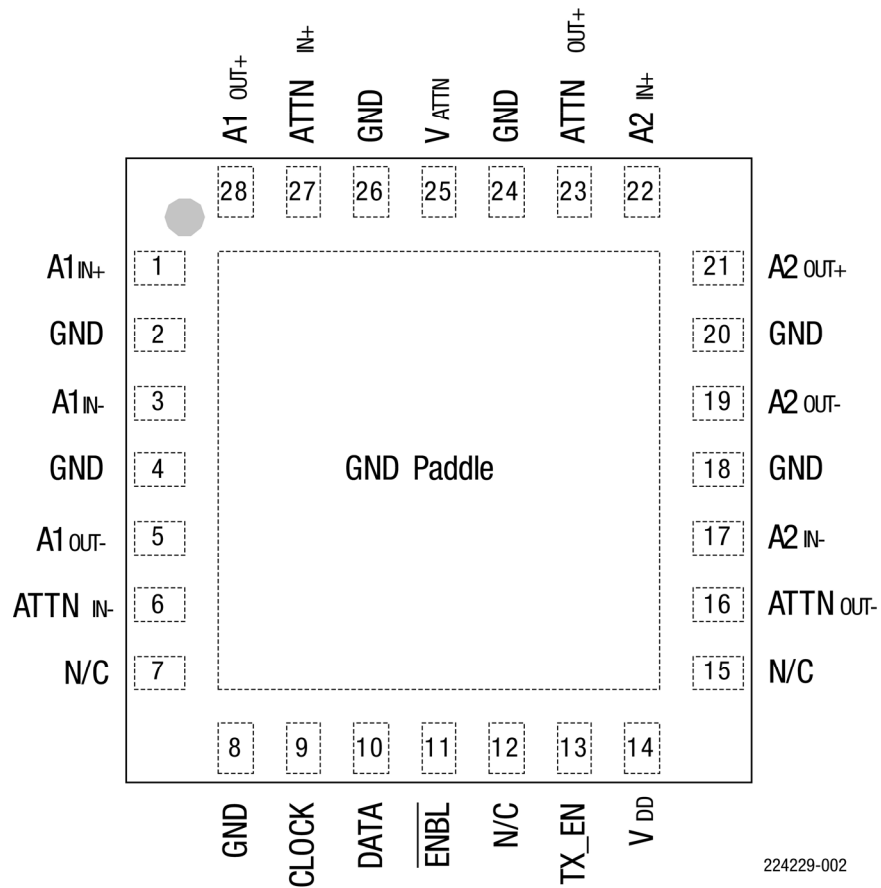 A1 OUT+
ATTN IN+
GND
V ATTN
GND
ATTN OUT+
A2 IN+
28 27 26 25 24 23 22
A1 IN+ 1
GND 2
A1 IN- 3
GND 4
A1 OUT- 5
ATTN IN- 6
N/C 7
GND Paddle
21 A2 OUT+
20 GND
19 A2 OUT-
18 GND
17 A2 IN-
16 ATTN OUT-
15 N/C
8 9 10 11 12 13 14
GND
CLOCK
DATA
ENBL
N/C
TX_EN
V DD
224229-002